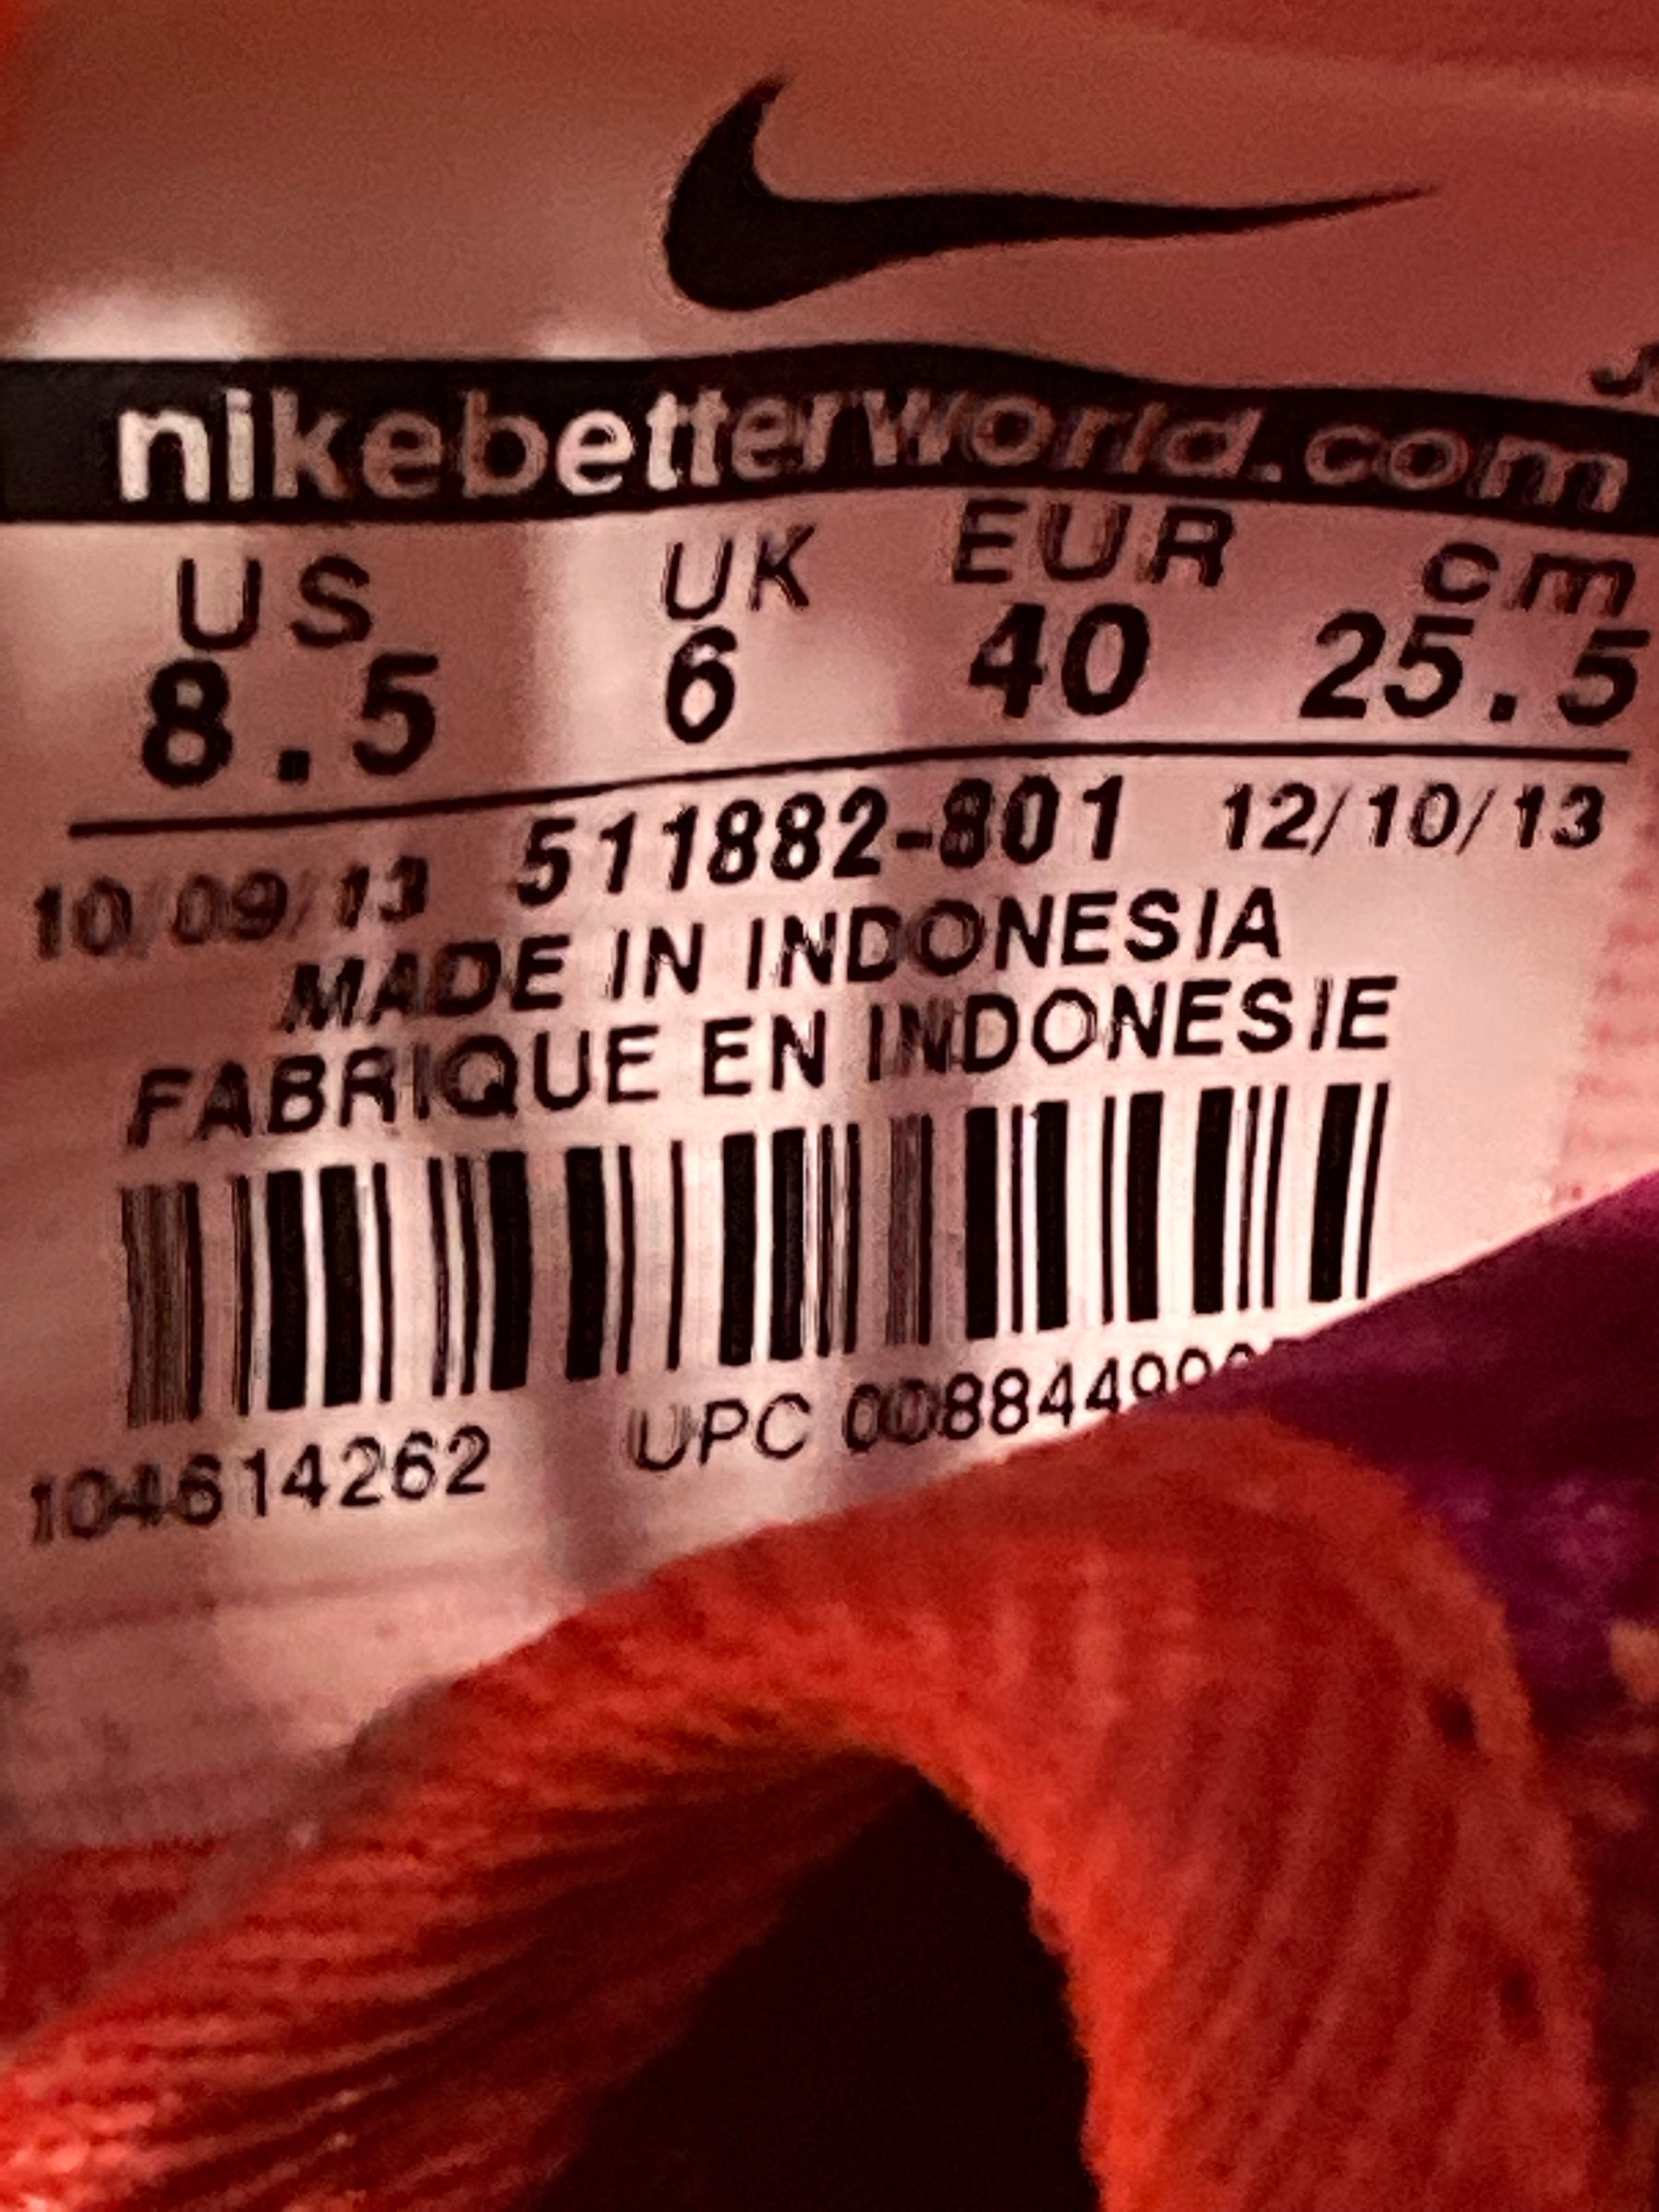 nikebetterworld.com
US UK EUR cm
8.5 6 40 25.5
10/09/13 511882-801 12/10/13
MADE IN INDONESIA
FABRIQUE EN INDONESIE
104614262 UPC